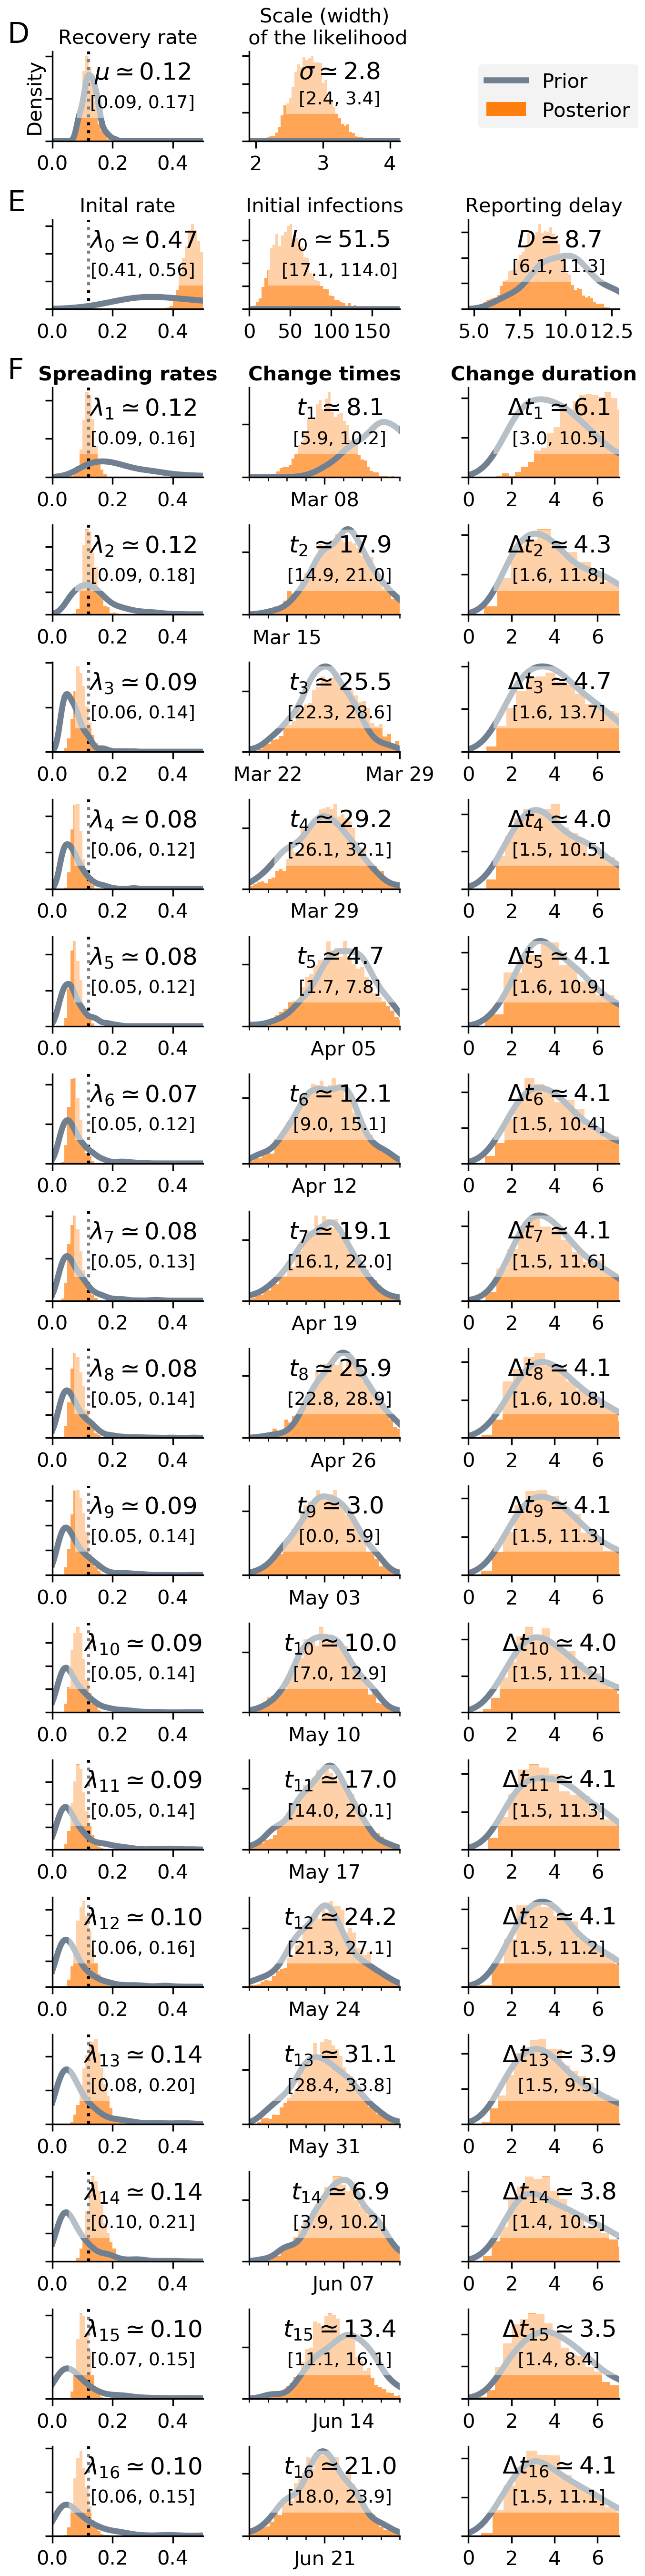 D
Recovery rate
Scale (width)
of the likelihood
Density
μ ≃ 0.12
[0.09, 0.17]
σ ≃ 2.8
[2.4, 3.4]
Prior
Posterior
0.0 0.2 0.4
2 3 4
E
Inital rate
Initial infections
Reporting delay
λ0 ≃ 0.47
[0.41, 0.56]
I0 ≃ 51.5
[17.1, 114.0]
D ≃ 8.7
[6.1, 11.3]
0.0 0.2 0.4
0 50 100 150
5.0 7.5 10.0 12.5
F
Spreading rates
Change times
Change duration
λ1 ≃ 0.12
[0.09, 0.16]
t1 ≃ 8.1
[5.9, 10.2]
Δt1 ≃ 6.1
[3.0, 10.5]
0.0 0.2 0.4
Mar 08
0 2 4 6
λ2 ≃ 0.12
[0.09, 0.18]
t2 ≃ 17.9
[14.9, 21.0]
Δt2 ≃ 4.3
[1.6, 11.8]
0.0 0.2 0.4
Mar 15
0 2 4 6
λ3 ≃ 0.09
[0.06, 0.14]
t3 ≃ 25.5
[22.3, 28.6]
Δt3 ≃ 4.7
[1.6, 13.7]
0.0 0.2 0.4
Mar 22 Mar 29
0 2 4 6
λ4 ≃ 0.08
[0.06, 0.12]
t4 ≃ 29.2
[26.1, 32.1]
Δt4 ≃ 4.0
[1.5, 10.5]
0.0 0.2 0.4
Mar 29
0 2 4 6
λ5 ≃ 0.08
[0.05, 0.12]
t5 ≃ 4.7
[1.7, 7.8]
Δt5 ≃ 4.1
[1.6, 10.9]
0.0 0.2 0.4
Apr 05
0 2 4 6
λ6 ≃ 0.07
[0.05, 0.12]
t6 ≃ 12.1
[9.0, 15.1]
Δt6 ≃ 4.1
[1.5, 10.4]
0.0 0.2 0.4
Apr 12
0 2 4 6
λ7 ≃ 0.08
[0.05, 0.13]
t7 ≃ 19.1
[16.1, 22.0]
Δt7 ≃ 4.1
[1.5, 11.6]
0.0 0.2 0.4
Apr 19
0 2 4 6
λ8 ≃ 0.08
[0.05, 0.14]
t8 ≃ 25.9
[22.8, 28.9]
Δt8 ≃ 4.1
[1.6, 10.8]
0.0 0.2 0.4
Apr 26
0 2 4 6
λ9 ≃ 0.09
[0.05, 0.14]
t9 ≃ 3.0
[0.0, 5.9]
Δt9 ≃ 4.1
[1.5, 11.3]
0.0 0.2 0.4
May 03
0 2 4 6
λ10 ≃ 0.09
[0.05, 0.14]
t10 ≃ 10.0
[7.0, 12.9]
Δt10 ≃ 4.0
[1.5, 11.2]
0.0 0.2 0.4
May 10
0 2 4 6
λ11 ≃ 0.09
[0.05, 0.14]
t11 ≃ 17.0
[14.0, 20.1]
Δt11 ≃ 4.1
[1.5, 11.3]
0.0 0.2 0.4
May 17
0 2 4 6
λ12 ≃ 0.10
[0.06, 0.16]
t12 ≃ 24.2
[21.3, 27.1]
Δt12 ≃ 4.1
[1.5, 11.2]
0.0 0.2 0.4
May 24
0 2 4 6
λ13 ≃ 0.14
[0.08, 0.20]
t13 ≃ 31.1
[28.4, 33.8]
Δt13 ≃ 3.9
[1.5, 9.5]
0.0 0.2 0.4
May 31
0 2 4 6
λ14 ≃ 0.14
[0.10, 0.21]
t14 ≃ 6.9
[3.9, 10.2]
Δt14 ≃ 3.8
[1.4, 10.5]
0.0 0.2 0.4
Jun 07
0 2 4 6
λ15 ≃ 0.10
[0.07, 0.15]
t15 ≃ 13.4
[11.1, 16.1]
Δt15 ≃ 3.5
[1.4, 8.4]
0.0 0.2 0.4
Jun 14
0 2 4 6
λ16 ≃ 0.10
[0.06, 0.15]
t16 ≃ 21.0
[18.0, 23.9]
Δt16 ≃ 4.1
[1.5, 11.1]
0.0 0.2 0.4
Jun 21
0 2 4 6